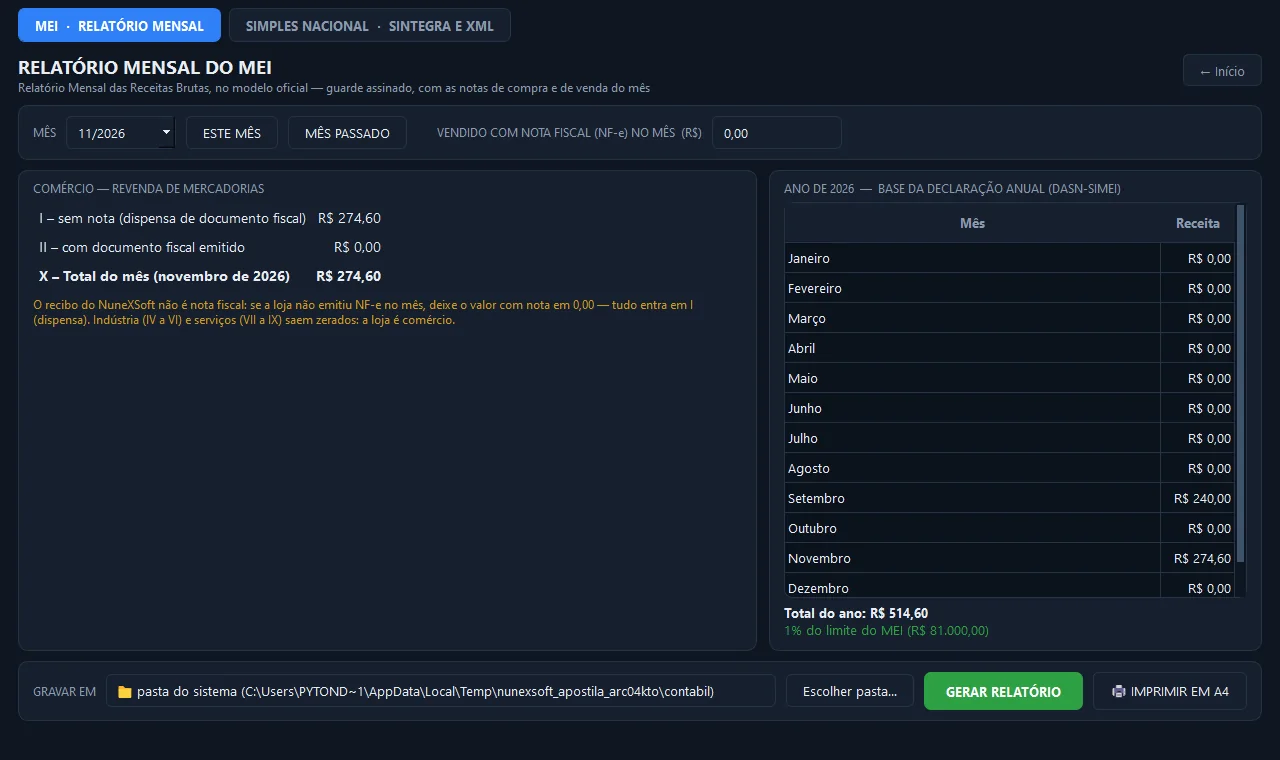 MEI · RELATÓRIO MENSAL
SIMPLES NACIONAL · SINTEGRA E XML
RELATÓRIO MENSAL DO MEI
← Início
Relatório Mensal das Receitas Brutas, no modelo oficial — guarde assinado, com as notas de compra e de venda do mês
MÊS
11/2026
ESTE MÊS
MÊS PASSADO
VENDIDO COM NOTA FISCAL (NF-e) NO MÊS (R$)
0,00
COMÉRCIO — REVENDA DE MERCADORIAS
I – sem nota (dispensa de documento fiscal) R$ 274,60
II – com documento fiscal emitido R$ 0,00
X – Total do mês (novembro de 2026) R$ 274,60
O recibo do NuneXSoft não é nota fiscal: se a loja não emitiu NF-e no mês, deixe o valor com nota em 0,00 — tudo entra em I
(dispensa). Indústria (IV a VI) e serviços (VII a IX) saem zerados: a loja é comércio.
ANO DE 2026 — BASE DA DECLARAÇÃO ANUAL (DASN-SIMEI)
Mês Receita
Janeiro R$ 0,00
Fevereiro R$ 0,00
Março R$ 0,00
Abril R$ 0,00
Maio R$ 0,00
Junho R$ 0,00
Julho R$ 0,00
Agosto R$ 0,00
Setembro R$ 240,00
Outubro R$ 0,00
Novembro R$ 274,60
Dezembro R$ 0,00
Total do ano: R$ 514,60
1% do limite do MEI (R$ 81.000,00)
GRAVAR EM
pasta do sistema (C:\Users\PYTOND~1\AppData\Local\Temp\nunexsoft_apostila_arc04kto\contabil)
Escolher pasta...
GERAR RELATÓRIO
IMPRIMIR EM A4